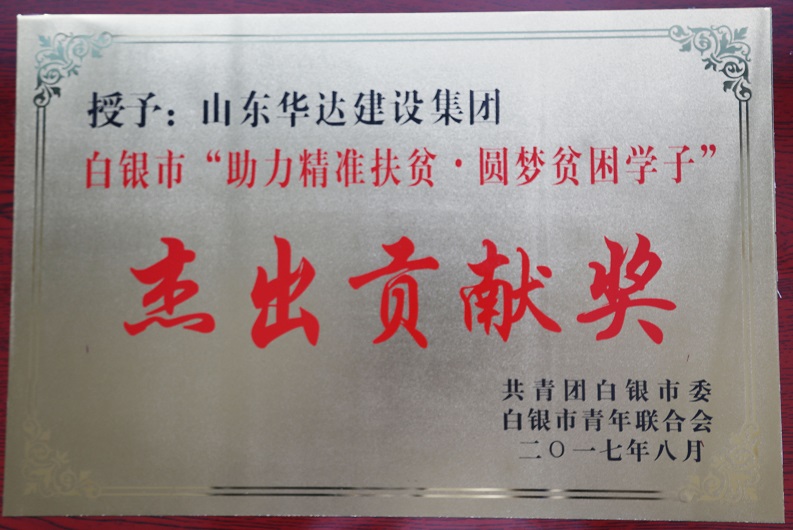 授予：山东华达建设集团
白银市“助力精准扶贫·圆梦贫困学子”
杰出贡献奖
共青团白银市委
白银市青年联合会
二〇一七年八月